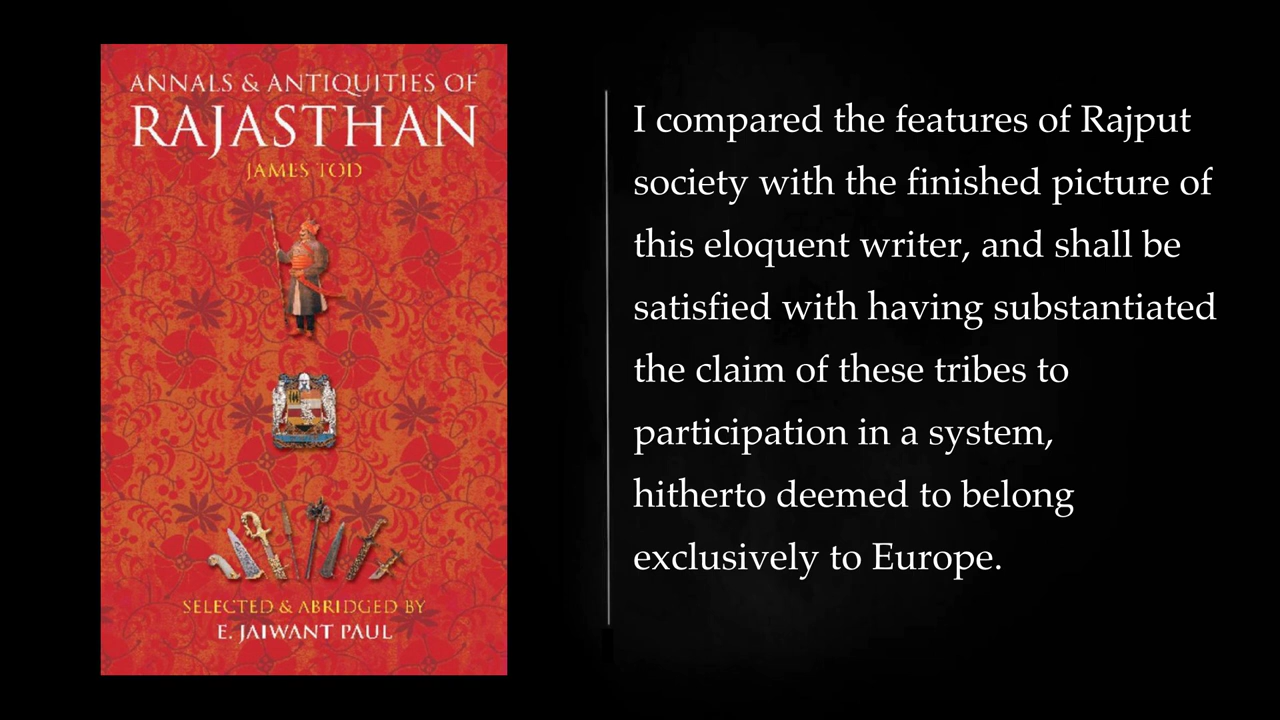 ANNALS & ANTIQUITIES OF
RAJASTHAN
JAMES TOD
SELECTED & ABRIDGED BY
E. JAIWANT PAUL
I compared the features of Rajput
society with the finished picture of
this eloquent writer, and shall be
satisfied with having substantiated
the claim of these tribes to
participation in a system,
hitherto deemed to belong
exclusively to Europe.